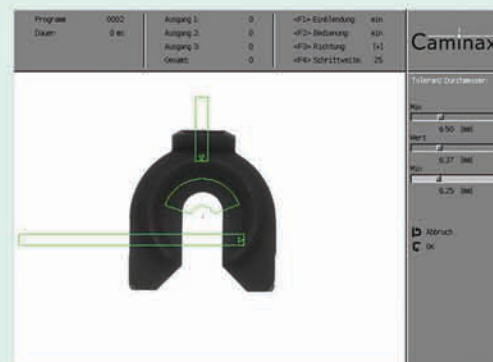 Programm 0002
Dauer: 0 ms
Ausgang 1: 0
Ausgang 2: 0
Ausgang 3: 0
Gesamt: 0
<F1> Einblendung min
<F2> Bedienung min
<F3> Richtung [+]
<F4> Schrittweite: 25
Caminax
Toleranz Durchmesser:
Max
6.50 [mm]
Wert
6.37 [mm]
Min
6.25 [mm]
Abbruch
OK